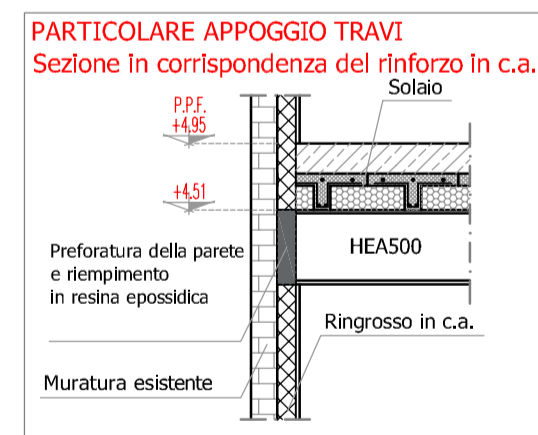 PARTICOLARE APPOGGIO TRAVI
Sezione in corrispondenza del rinforzo in c.a.
Solaio
P.P.F.
+4.95
+4.51
Preforatura della parete
e riempimento
in resina epossidica
HEA500
Ringrosso in c.a.
Muratura esistente